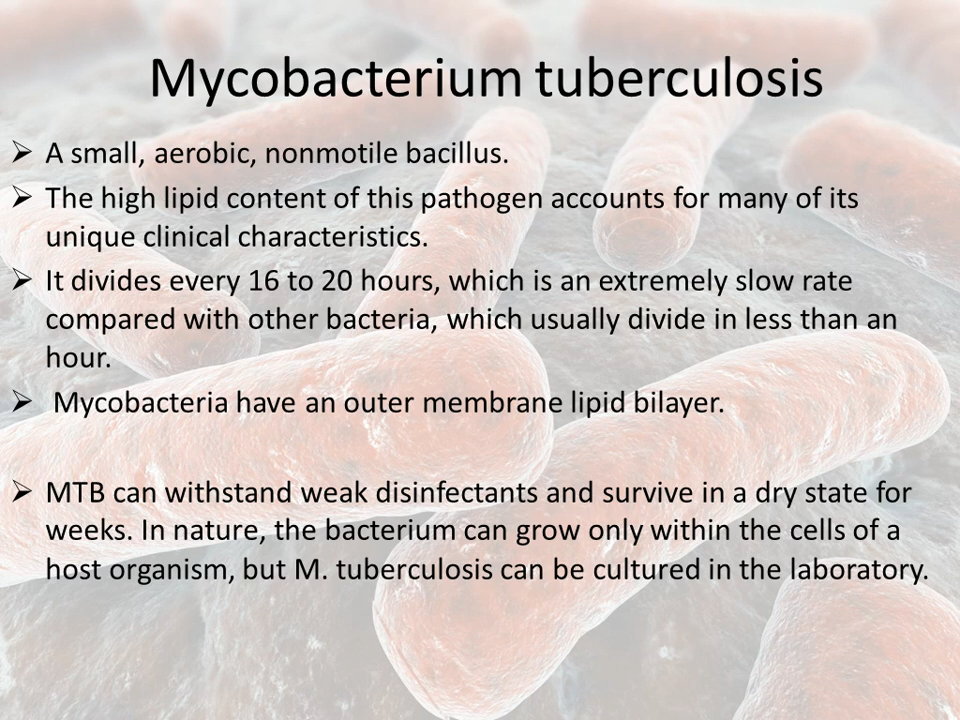 Mycobacterium tuberculosis
➢ A small, aerobic, nonmotile bacillus.
➢ The high lipid content of this pathogen accounts for many of its
unique clinical characteristics.
➢ It divides every 16 to 20 hours, which is an extremely slow rate
compared with other bacteria, which usually divide in less than an
hour.
➢ Mycobacteria have an outer membrane lipid bilayer.
➢ MTB can withstand weak disinfectants and survive in a dry state for
weeks. In nature, the bacterium can grow only within the cells of a
host organism, but M. tuberculosis can be cultured in the laboratory.